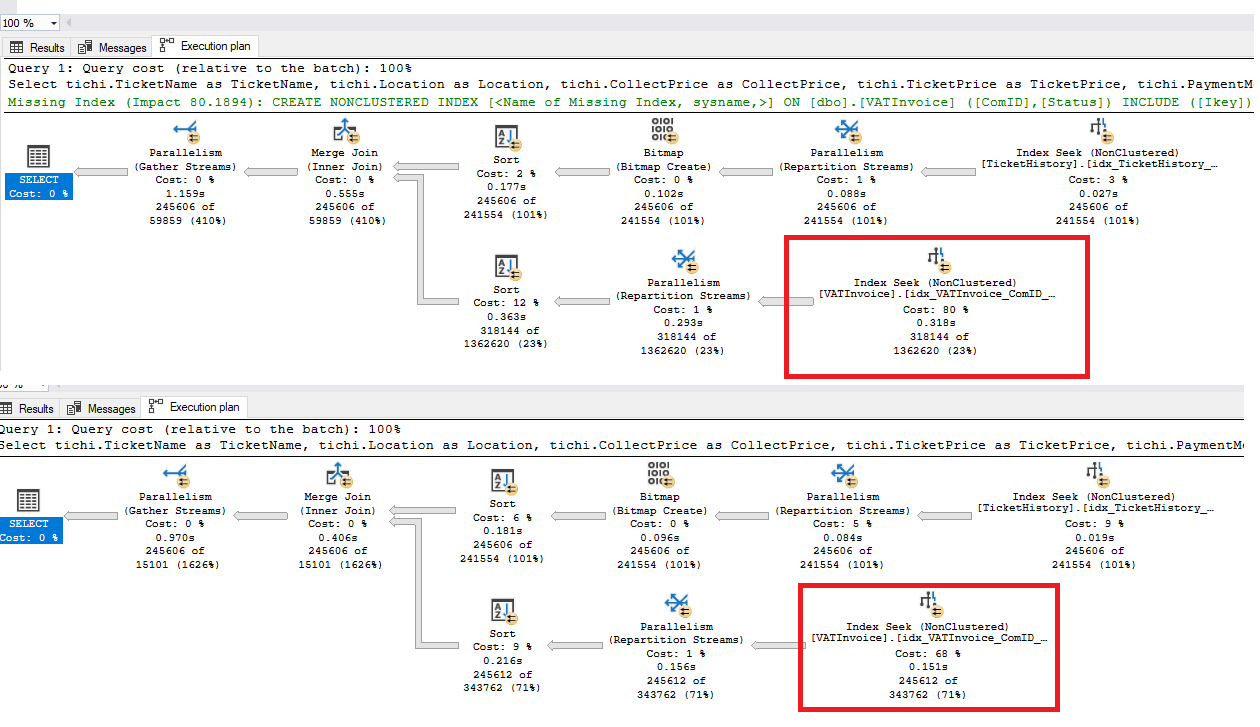 100 %
Results Messages Execution plan
Query 1: Query cost (relative to the batch): 100%
Select tichi.TicketName as TicketName, tichi.Location as Location, tichi.CollectPrice as CollectPrice, tichi.TicketPrice as TicketPrice, tichi.PaymentMe
Missing Index (Impact 80.1894): CREATE NONCLUSTERED INDEX [<Name of Missing Index, sysname,>] ON [dbo].[VATInvoice] ([ComID],[Status]) INCLUDE ([Ikey])
SELECT
Cost: 0 %
Parallelism
(Gather Streams)
Cost: 0 %
1.159s
245606 of
59859 (410%)
Merge Join
(Inner Join)
Cost: 0 %
0.555s
245606 of
59859 (410%)
Sort
Cost: 2 %
0.177s
245606 of
241554 (101%)
Bitmap
(Bitmap Create)
Cost: 0 %
0.102s
245606 of
241554 (101%)
Parallelism
(Repartition Streams)
Cost: 1 %
0.088s
245606 of
241554 (101%)
Index Seek (NonClustered)
[TicketHistory].[idx_TicketHistory_…
Cost: 3 %
0.027s
245606 of
241554 (101%)
Sort
Cost: 12 %
0.363s
318144 of
1362620 (23%)
Parallelism
(Repartition Streams)
Cost: 1 %
0.293s
318144 of
1362620 (23%)
Index Seek (NonClustered)
[VATInvoice].[idx_VATInvoice_ComID_…
Cost: 80 %
0.318s
318144 of
1362620 (23%)
Results Messages Execution plan
Query 1: Query cost (relative to the batch): 100%
Select tichi.TicketName as TicketName, tichi.Location as Location, tichi.CollectPrice as CollectPrice, tichi.TicketPrice as TicketPrice, tichi.PaymentMe
SELECT
Cost: 0 %
Parallelism
(Gather Streams)
Cost: 0 %
0.970s
245606 of
15101 (1626%)
Merge Join
(Inner Join)
Cost: 0 %
0.406s
245606 of
15101 (1626%)
Sort
Cost: 6 %
0.181s
245606 of
241554 (101%)
Bitmap
(Bitmap Create)
Cost: 0 %
0.096s
245606 of
241554 (101%)
Parallelism
(Repartition Streams)
Cost: 5 %
0.084s
245606 of
241554 (101%)
Index Seek (NonClustered)
[TicketHistory].[idx_TicketHistory_…
Cost: 9 %
0.019s
245606 of
241554 (101%)
Sort
Cost: 9 %
0.216s
245612 of
343762 (71%)
Parallelism
(Repartition Streams)
Cost: 1 %
0.156s
245612 of
343762 (71%)
Index Seek (NonClustered)
[VATInvoice].[idx_VATInvoice_ComID_…
Cost: 68 %
0.151s
245612 of
343762 (71%)